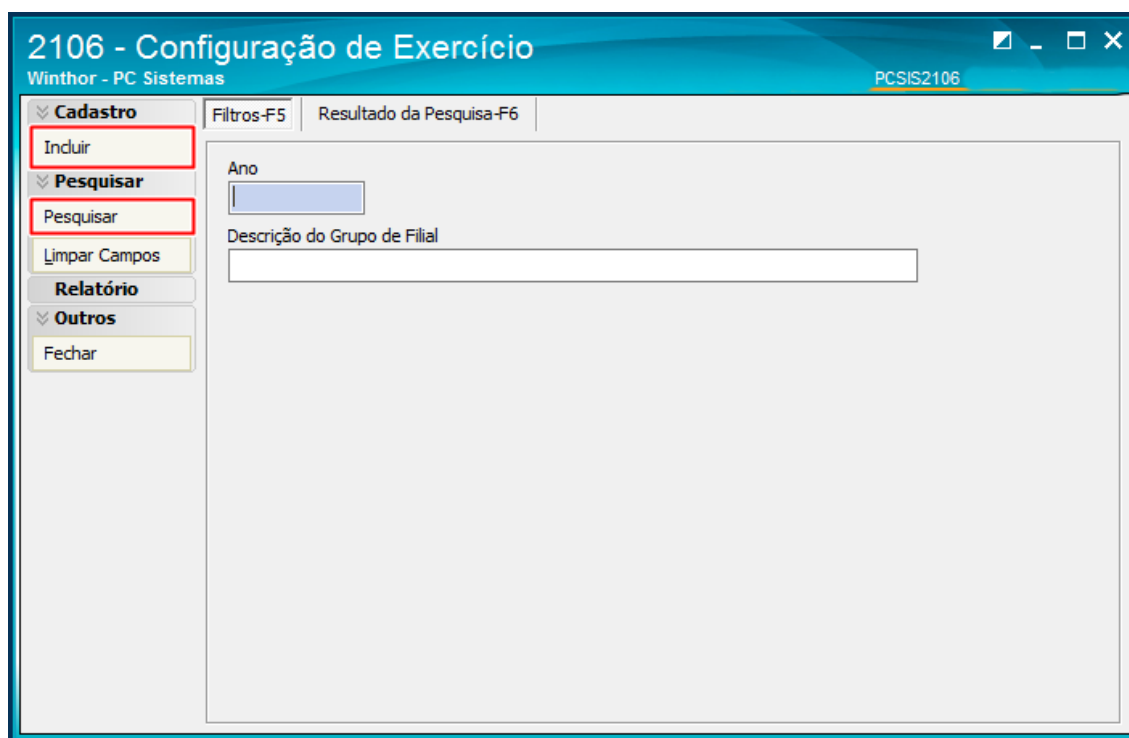 2106 - Configuração de Exercício
Winthor - PC Sistemas
PCSIS2106
Cadastro
Incluir
Pesquisar
Pesquisar
Limpar Campos
Relatório
Outros
Fechar
Filtros-F5
Resultado da Pesquisa-F6
Ano
Descrição do Grupo de Filial